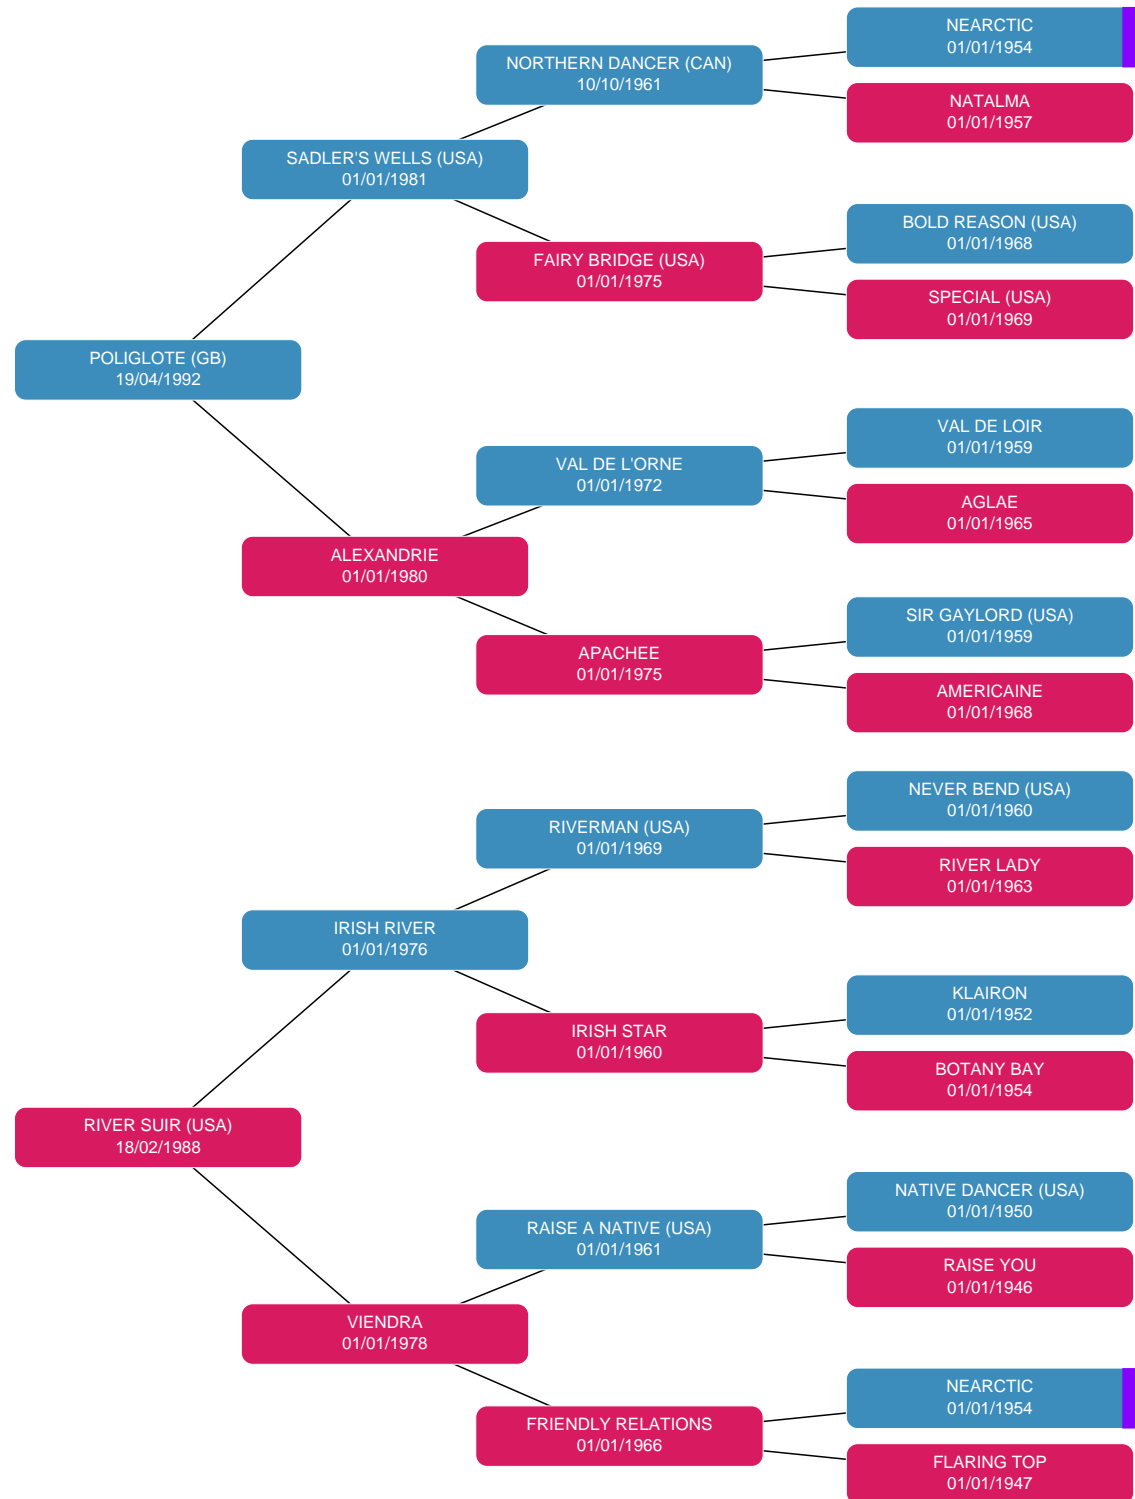 NEARCTIC
01/01/1954
NORTHERN DANCER (CAN)
10/10/1961
NATALMA
01/01/1957
SADLER'S WELLS (USA)
01/01/1981
BOLD REASON (USA)
01/01/1968
FAIRY BRIDGE (USA)
01/01/1975
SPECIAL (USA)
01/01/1969
POLIGLOTE (GB)
19/04/1992
VAL DE LOIR
01/01/1959
VAL DE L'ORNE
01/01/1972
AGLAE
01/01/1965
ALEXANDRIE
01/01/1980
SIR GAYLORD (USA)
01/01/1959
APACHEE
01/01/1975
AMERICAINE
01/01/1968
NEVER BEND (USA)
01/01/1960
RIVERMAN (USA)
01/01/1969
RIVER LADY
01/01/1963
IRISH RIVER
01/01/1976
KLAIRON
01/01/1952
IRISH STAR
01/01/1960
BOTANY BAY
01/01/1954
RIVER SUIR (USA)
18/02/1988
NATIVE DANCER (USA)
01/01/1950
RAISE A NATIVE (USA)
01/01/1961
RAISE YOU
01/01/1946
VIENDRA
01/01/1978
NEARCTIC
01/01/1954
FRIENDLY RELATIONS
01/01/1966
FLARING TOP
01/01/1947